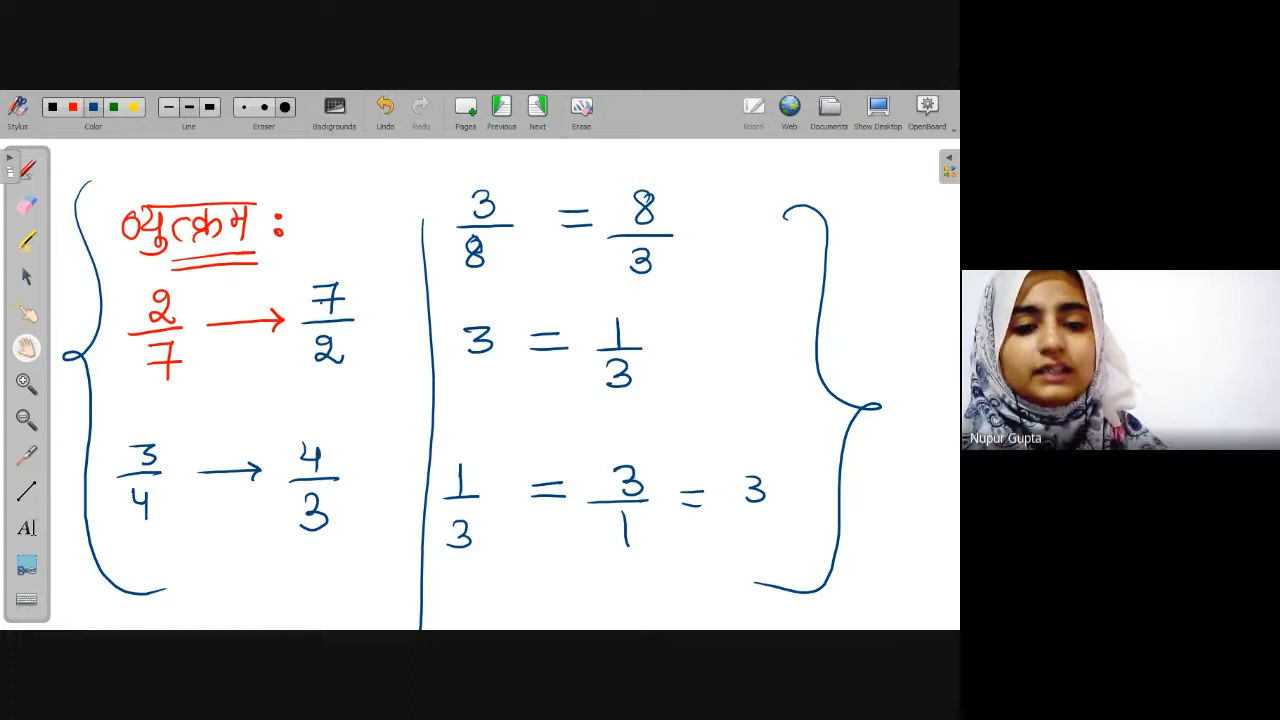 Stylus
Color
Line
Eraser
Backgrounds
Undo
Redo
Pages
Previous
Next
Erase
Board
Web
Documents
Show Desktop
OpenBoard
व्युत्क्रम :
2/7 → 7/2
3/4 → 4/3
3/8 = 8/3
3 = 1/3
1/3 = 3/1 = 3
AI
Nupur Gupta